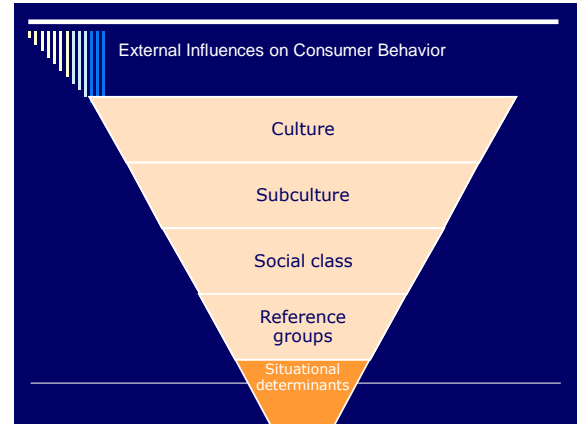 External Influences on Consumer Behavior
Culture
Subculture
Social class
Reference
groups
Situational
determinants